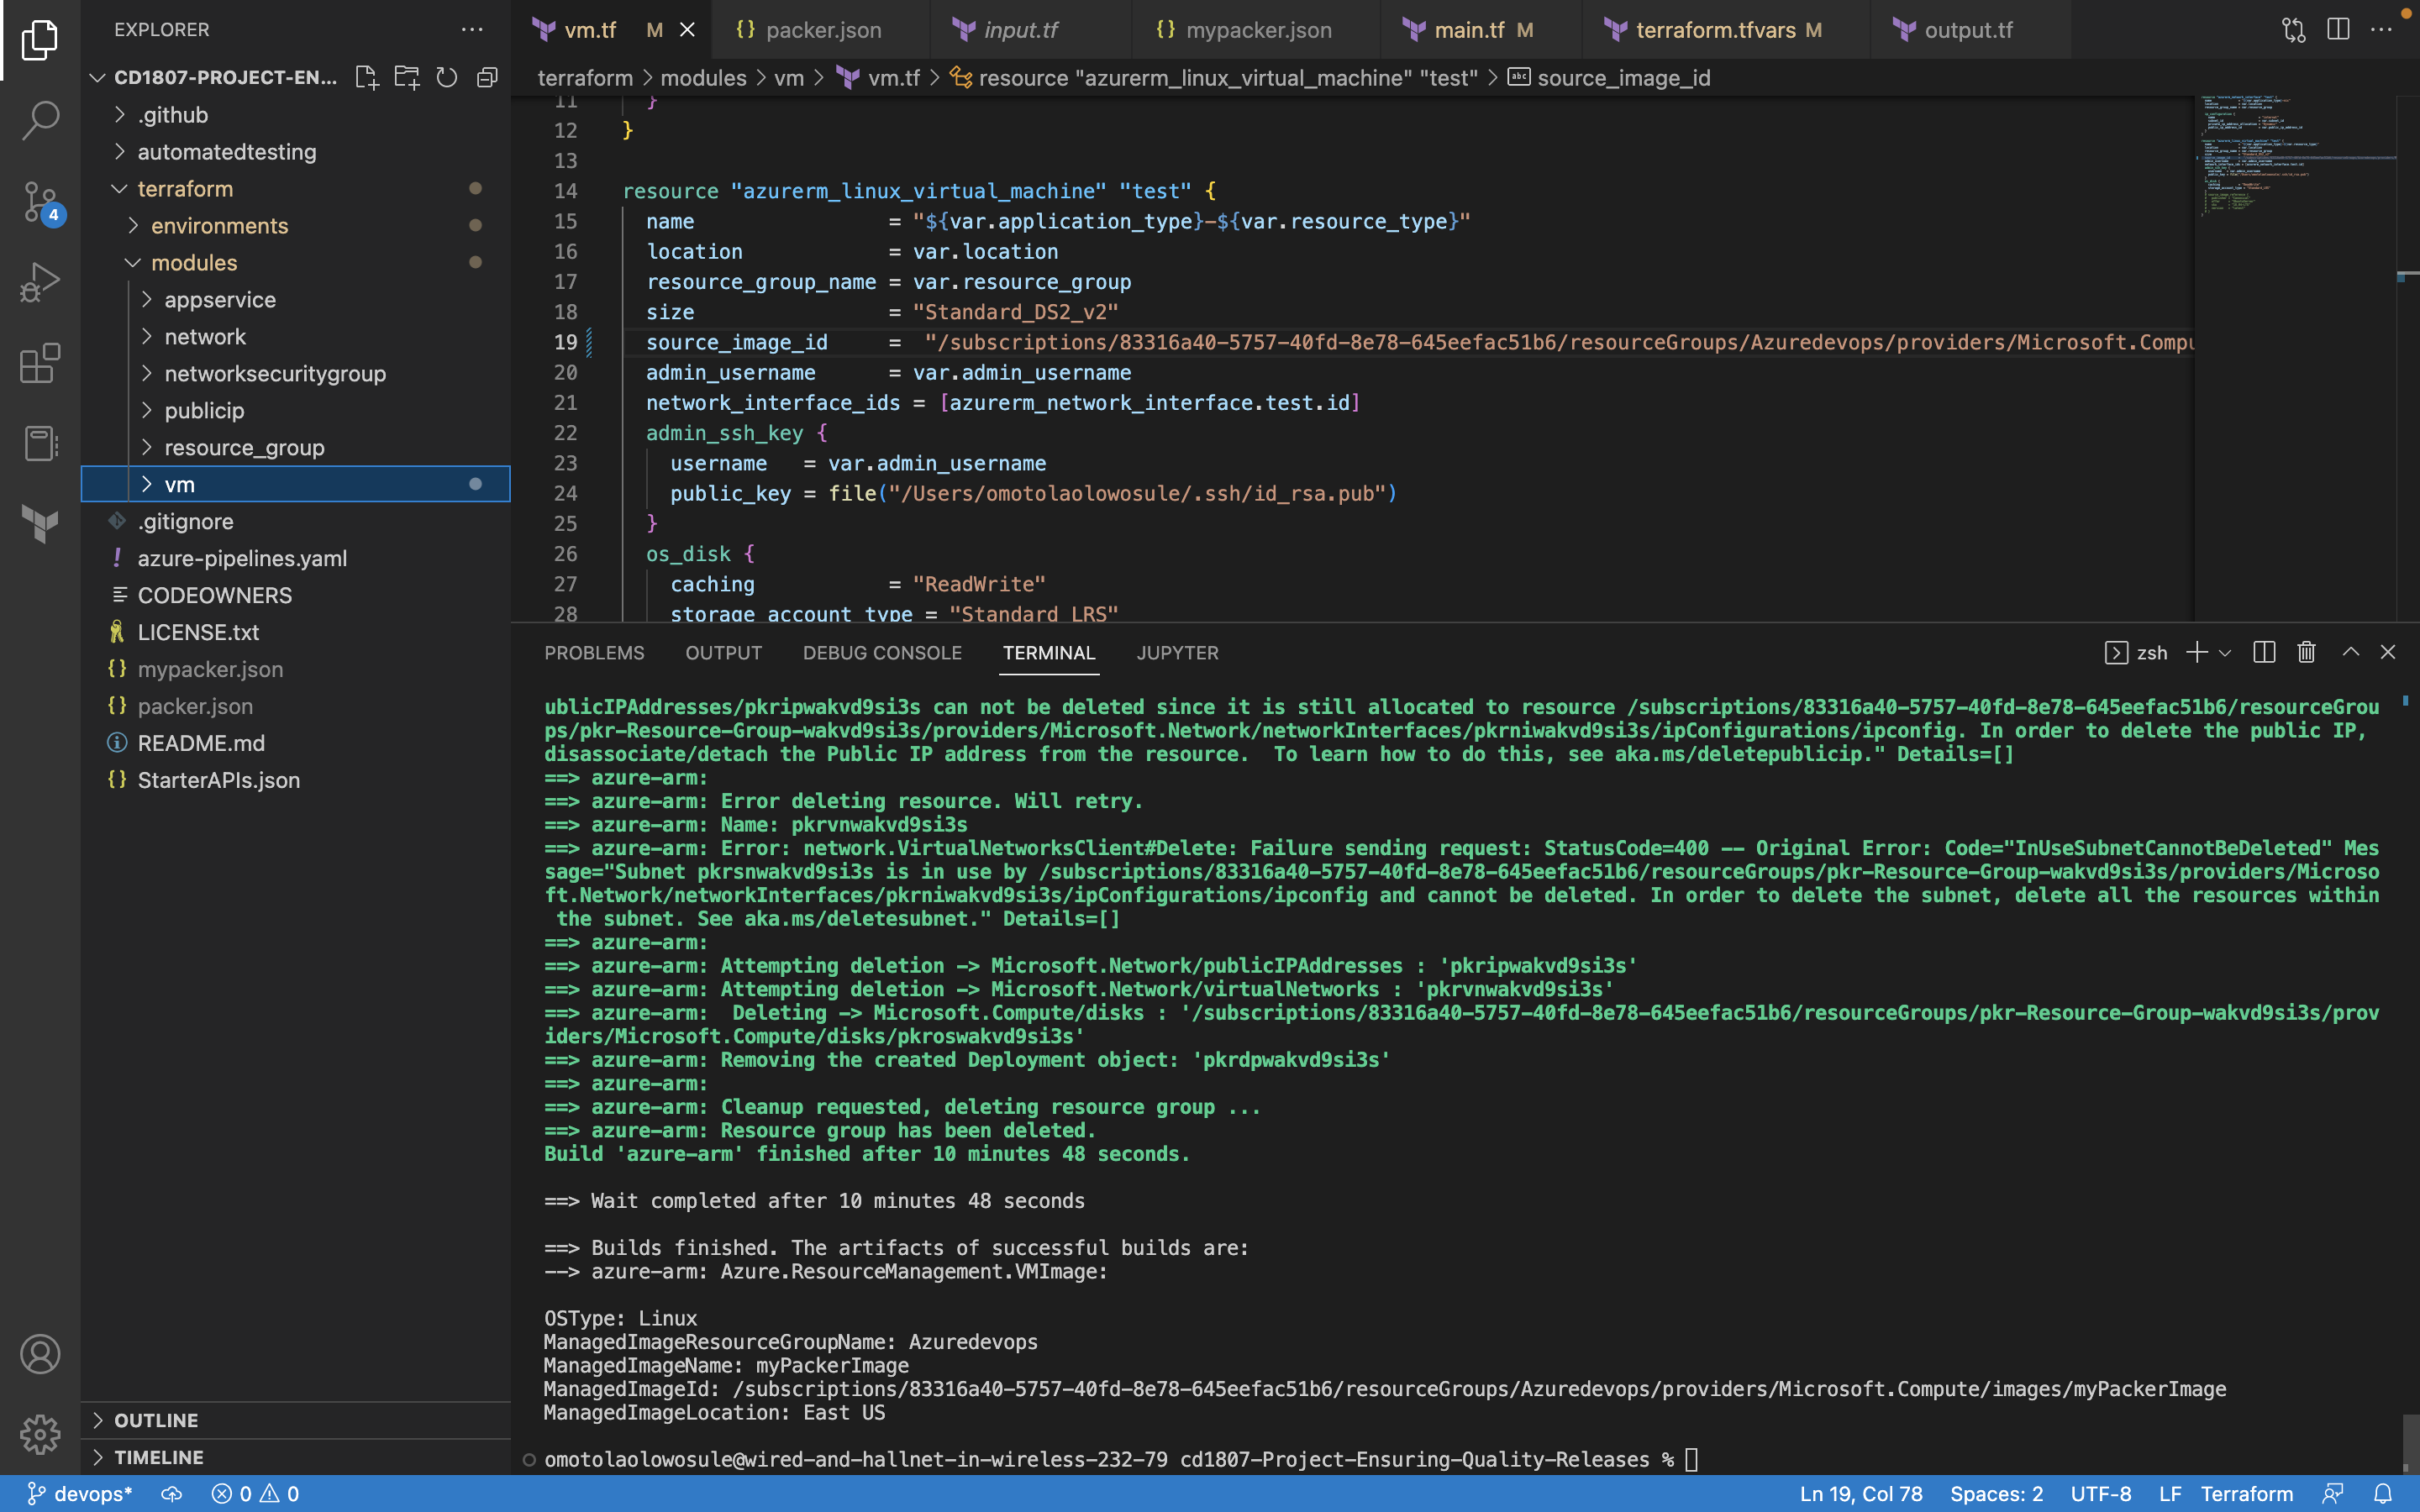 EXPLORER
CD1807-PROJECT-EN...
.github
automatedtesting
terraform
environments
modules
appservice
network
networksecuritygroup
publicip
resource_group
vm
.gitignore
azure-pipelines.yaml
CODEOWNERS
LICENSE.txt
mypacker.json
packer.json
README.md
StarterAPIs.json
OUTLINE
TIMELINE
4
vm.tf M
packer.json
input.tf
mypacker.json
main.tf M
terraform.tfvars M
output.tf
terraform > modules > vm > vm.tf > resource "azurerm_linux_virtual_machine" "test" > abc source_image_id
11 }
12 }
13
14 resource "azurerm_linux_virtual_machine" "test" {
15 name = "${var.application_type}-${var.resource_type}"
16 location = var.location
17 resource_group_name = var.resource_group
18 size = "Standard_DS2_v2"
19 source_image_id = "/subscriptions/83316a40-5757-40fd-8e78-645eefac51b6/resourceGroups/Azuredevops/providers/Microsoft.Compu
20 admin_username = var.admin_username
21 network_interface_ids = [azurerm_network_interface.test.id]
22 admin_ssh_key {
23 username = var.admin_username
24 public_key = file("/Users/omotolaolowosule/.ssh/id_rsa.pub")
25 }
26 os_disk {
27 caching = "ReadWrite"
28 storage_account_type = "Standard_LRS"
PROBLEMS OUTPUT DEBUG CONSOLE TERMINAL JUPYTER
zsh
ublicIPAddresses/pkripwakvd9si3s can not be deleted since it is still allocated to resource /subscriptions/83316a40-5757-40fd-8e78-645eefac51b6/resourceGrou
ps/pkr-Resource-Group-wakvd9si3s/providers/Microsoft.Network/networkInterfaces/pkrniwakvd9si3s/ipConfigurations/ipconfig. In order to delete the public IP,
disassociate/detach the Public IP address from the resource.  To learn how to do this, see aka.ms/deletepublicip." Details=[]
==> azure-arm:
==> azure-arm: Error deleting resource. Will retry.
==> azure-arm: Name: pkrvnwakvd9si3s
==> azure-arm: Error: network.VirtualNetworksClient#Delete: Failure sending request: StatusCode=400 -- Original Error: Code="InUseSubnetCannotBeDeleted" Mes
sage="Subnet pkrsnwakvd9si3s is in use by /subscriptions/83316a40-5757-40fd-8e78-645eefac51b6/resourceGroups/pkr-Resource-Group-wakvd9si3s/providers/Microso
ft.Network/networkInterfaces/pkrniwakvd9si3s/ipConfigurations/ipconfig and cannot be deleted. In order to delete the subnet, delete all the resources within
the subnet. See aka.ms/deletesubnet." Details=[]
==> azure-arm:
==> azure-arm: Attempting deletion -> Microsoft.Network/publicIPAddresses : 'pkripwakvd9si3s'
==> azure-arm: Attempting deletion -> Microsoft.Network/virtualNetworks : 'pkrvnwakvd9si3s'
==> azure-arm:  Deleting -> Microsoft.Compute/disks : '/subscriptions/83316a40-5757-40fd-8e78-645eefac51b6/resourceGroups/pkr-Resource-Group-wakvd9si3s/prov
iders/Microsoft.Compute/disks/pkroswakvd9si3s'
==> azure-arm: Removing the created Deployment object: 'pkrdpwakvd9si3s'
==> azure-arm:
==> azure-arm: Cleanup requested, deleting resource group ...
==> azure-arm: Resource group has been deleted.
Build 'azure-arm' finished after 10 minutes 48 seconds.
==> Wait completed after 10 minutes 48 seconds
==> Builds finished. The artifacts of successful builds are:
--> azure-arm: Azure.ResourceManagement.VMImage:
OSType: Linux
ManagedImageResourceGroupName: Azuredevops
ManagedImageName: myPackerImage
ManagedImageId: /subscriptions/83316a40-5757-40fd-8e78-645eefac51b6/resourceGroups/Azuredevops/providers/Microsoft.Compute/images/myPackerImage
ManagedImageLocation: East US
omotolaolowosule@wired-and-hallnet-in-wireless-232-79 cd1807-Project-Ensuring-Quality-Releases %
devops* 0 0
Ln 19, Col 78 Spaces: 2 UTF-8 LF Terraform